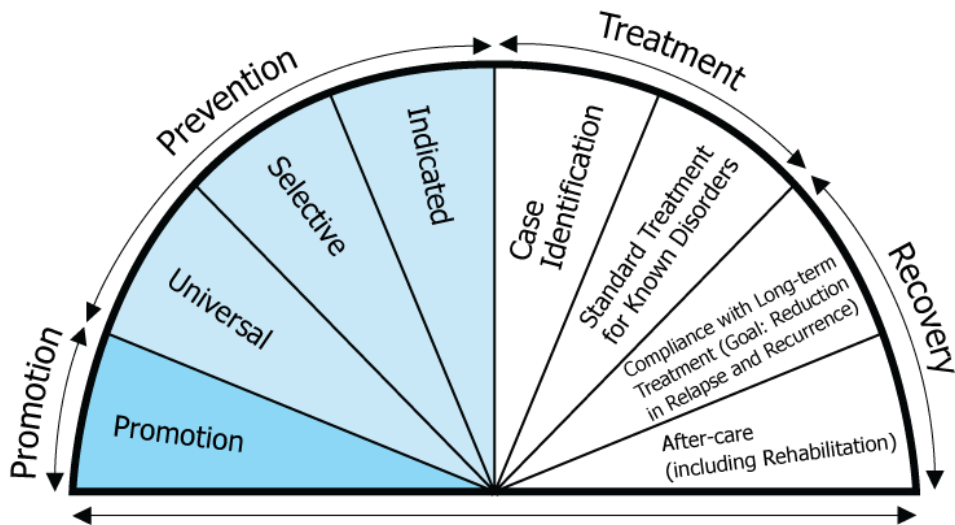 Promotion
Prevention
Treatment
Recovery
Promotion
Universal
Selective
Indicated
Case
Identification
Standard Treatment
for Known Disorders
Compliance with Long-term
Treatment (Goal: Reduction
in Relapse and Recurrence)
After-care
(including Rehabilitation)